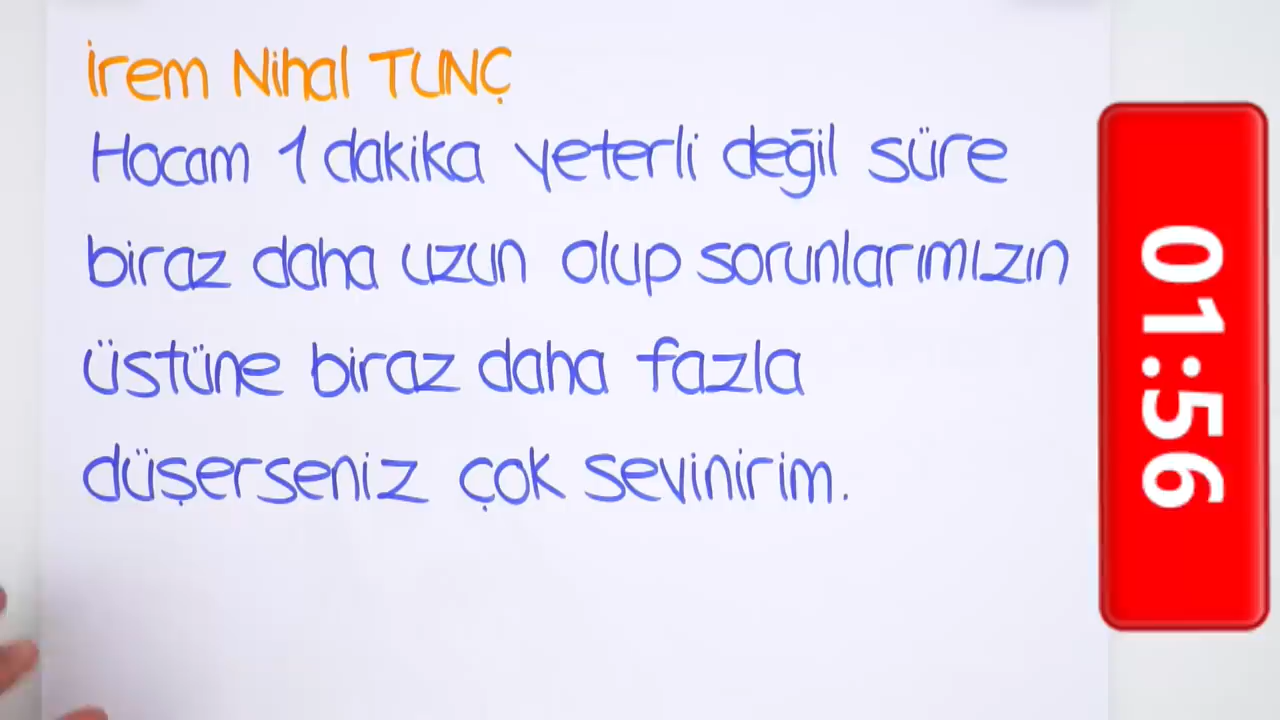 İrem Nihal TUNÇ
Hocam 1 dakika yeterli değil süre
biraz daha uzun olup sorunlarımızın
üstüne biraz daha fazla
düşerseniz çok sevinirim.
01:56